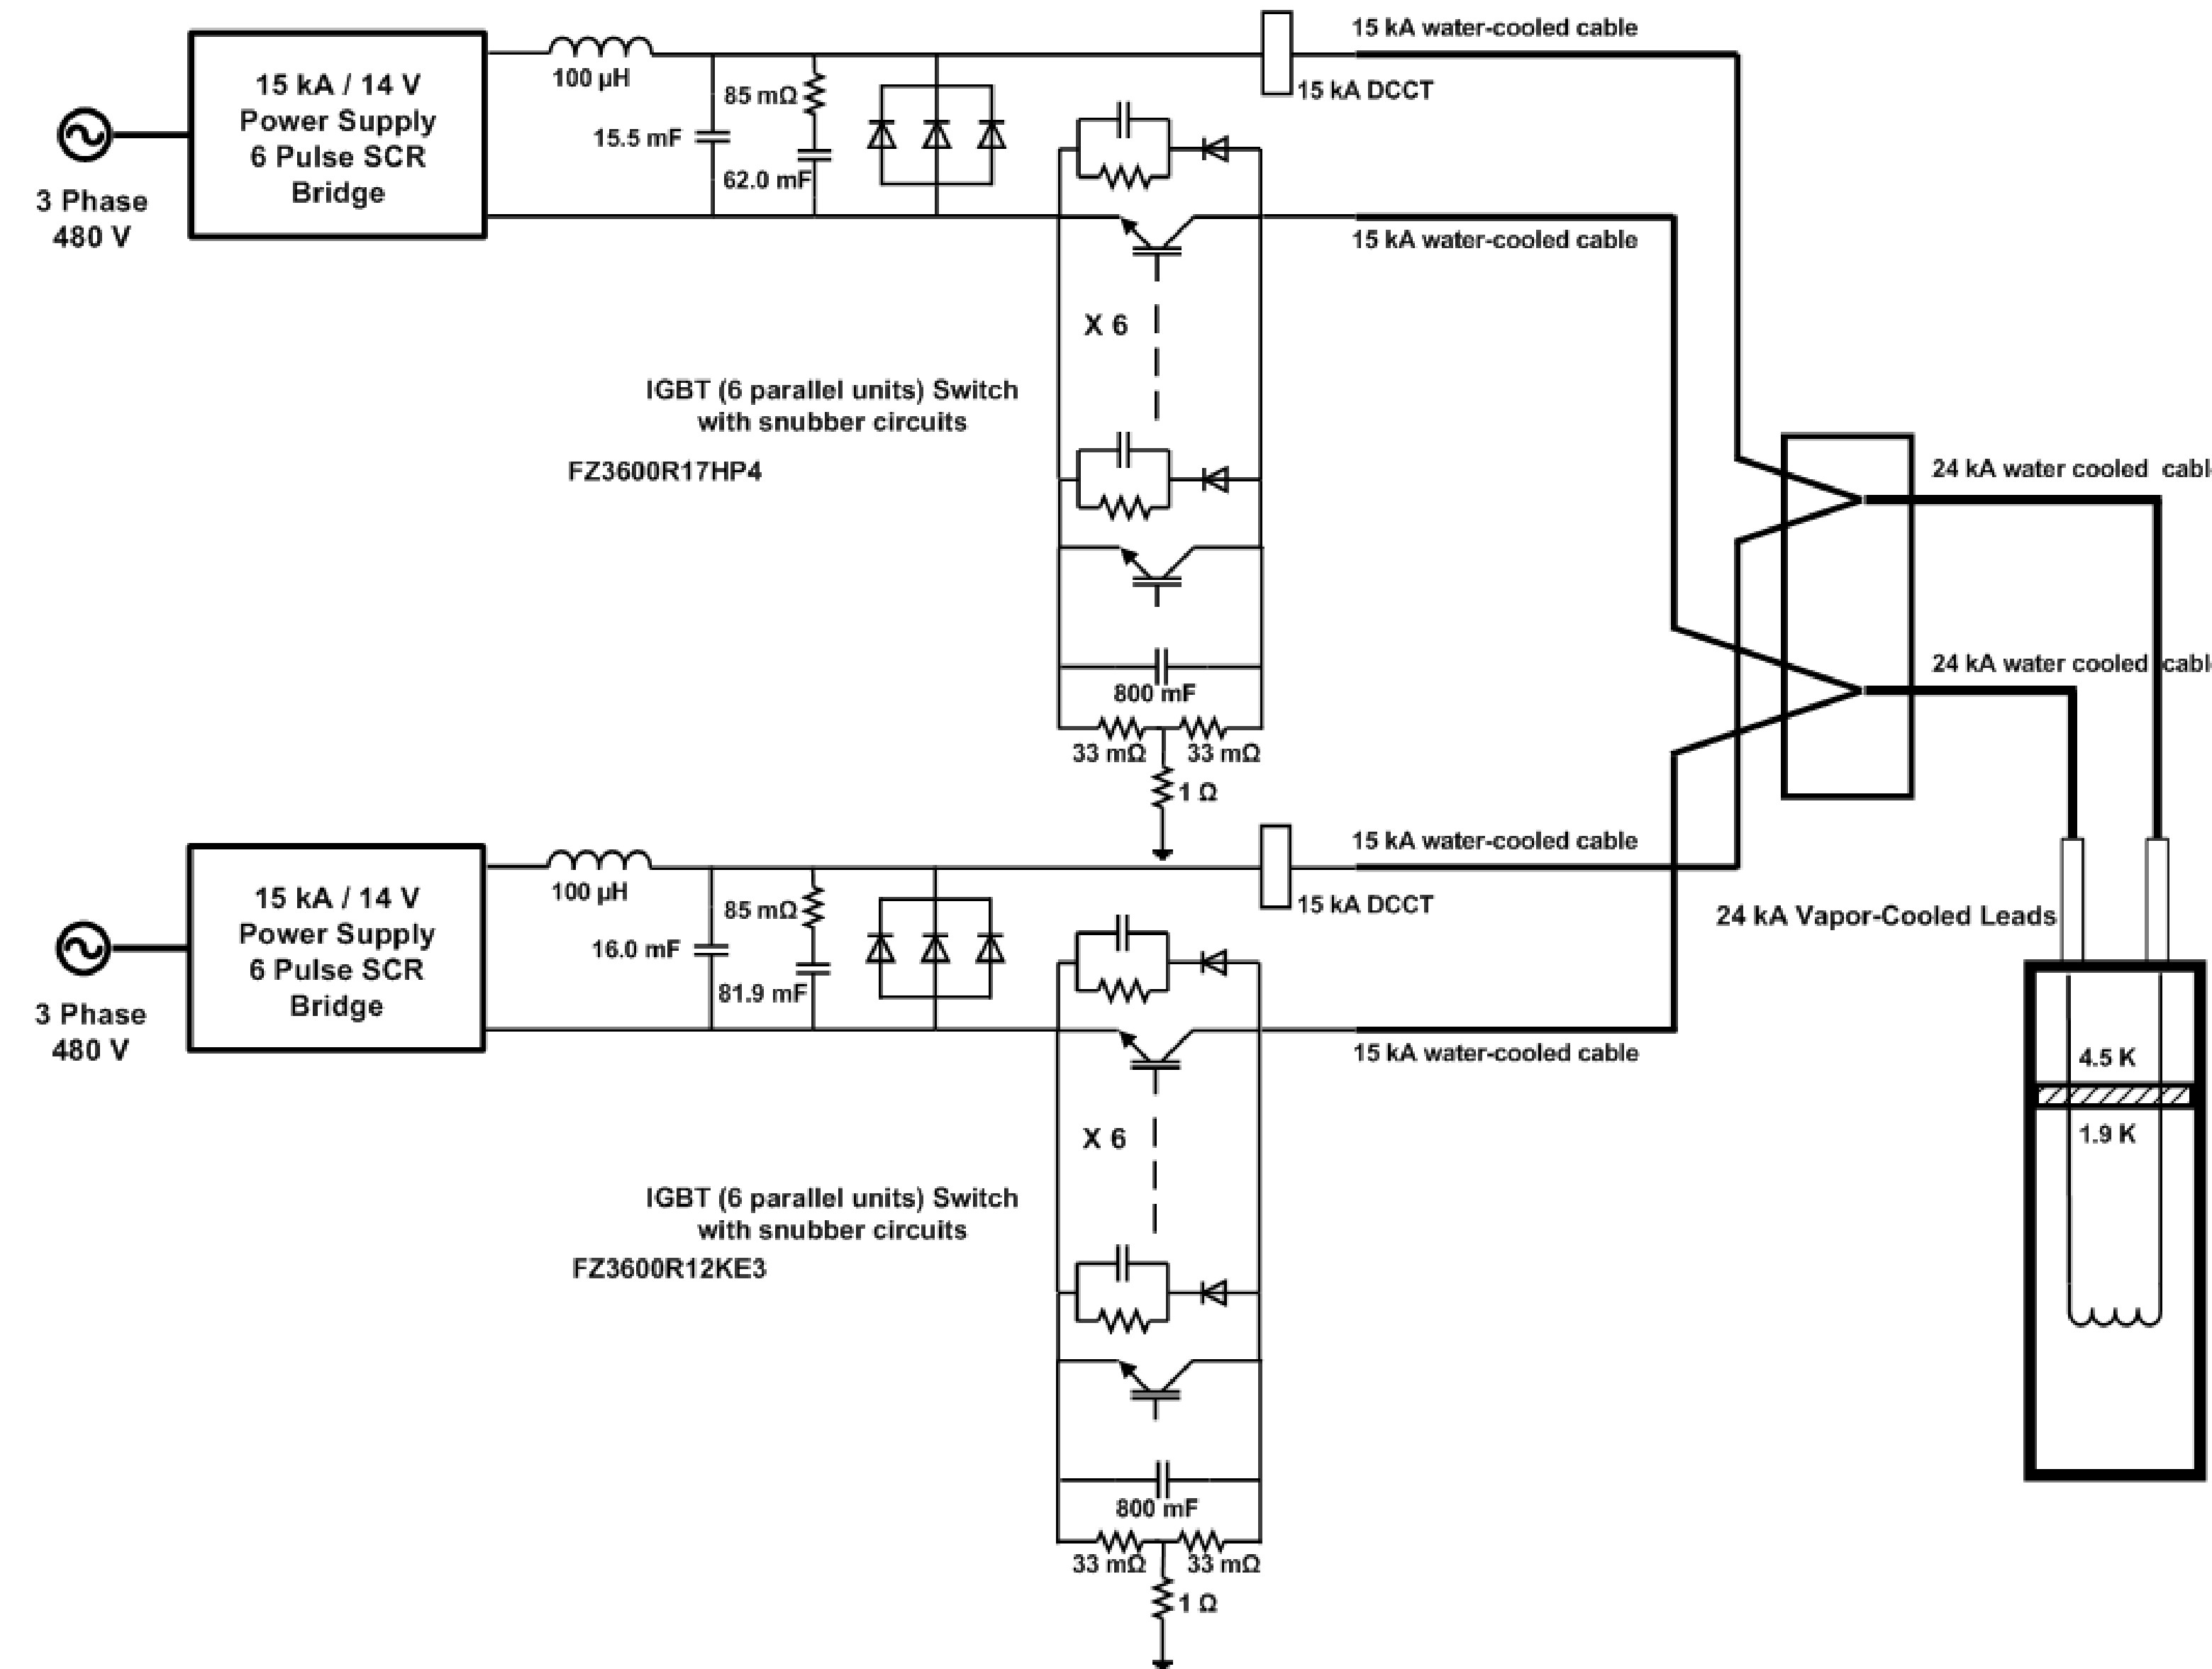 15 kA water-cooled cable
15 kA / 14 V
Power Supply
6 Pulse SCR
Bridge
3 Phase
480 V
100 µH
85 mΩ
15.5 mF
62.0 mF
15 kA DCCT
15 kA water-cooled cable
X 6
IGBT (6 parallel units) Switch
with snubber circuits
FZ3600R17HP4
800 mF
33 mΩ
33 mΩ
1 Ω
24 kA water cooled cabl
24 kA water cooled cabl
15 kA water-cooled cable
15 kA / 14 V
Power Supply
6 Pulse SCR
Bridge
3 Phase
480 V
100 µH
85 mΩ
16.0 mF
81.9 mF
15 kA DCCT
15 kA water-cooled cable
24 kA Vapor-Cooled Leads
4.5 K
1.9 K
X 6
IGBT (6 parallel units) Switch
with snubber circuits
FZ3600R12KE3
800 mF
33 mΩ
33 mΩ
1 Ω